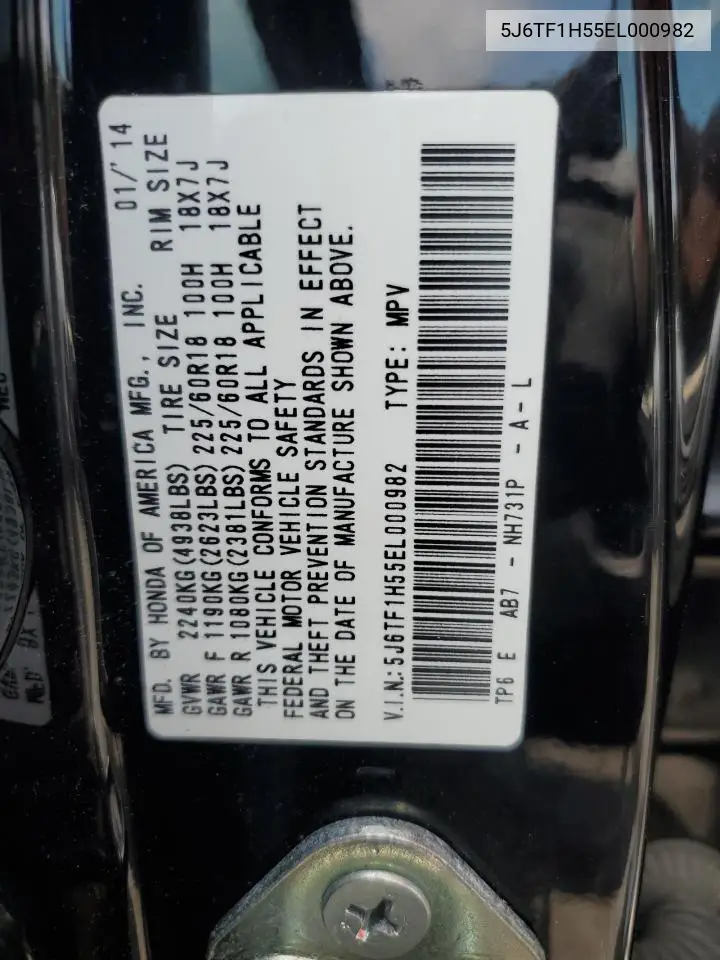 5J6TF1H55EL000982
MFD. BY HONDA OF AMERICA MFG., INC. 01/'14
GVWR 2240KG(4938LBS) TIRE SIZE RIM SIZE
GAWR F 1190KG(2623LBS) 225/60R18 100H 18X7J
GAWR R 1080KG(2381LBS) 225/60R18 100H 18X7J
THIS VEHICLE CONFORMS TO ALL APPLICABLE
FEDERAL MOTOR VEHICLE SAFETY
AND THEFT PREVENTION STANDARDS IN EFFECT
ON THE DATE OF MANUFACTURE SHOWN ABOVE.
V.I.N.: 5J6TF1H55EL000982 TYPE: MPV
TP6 E AB7 - NH731P - A - L